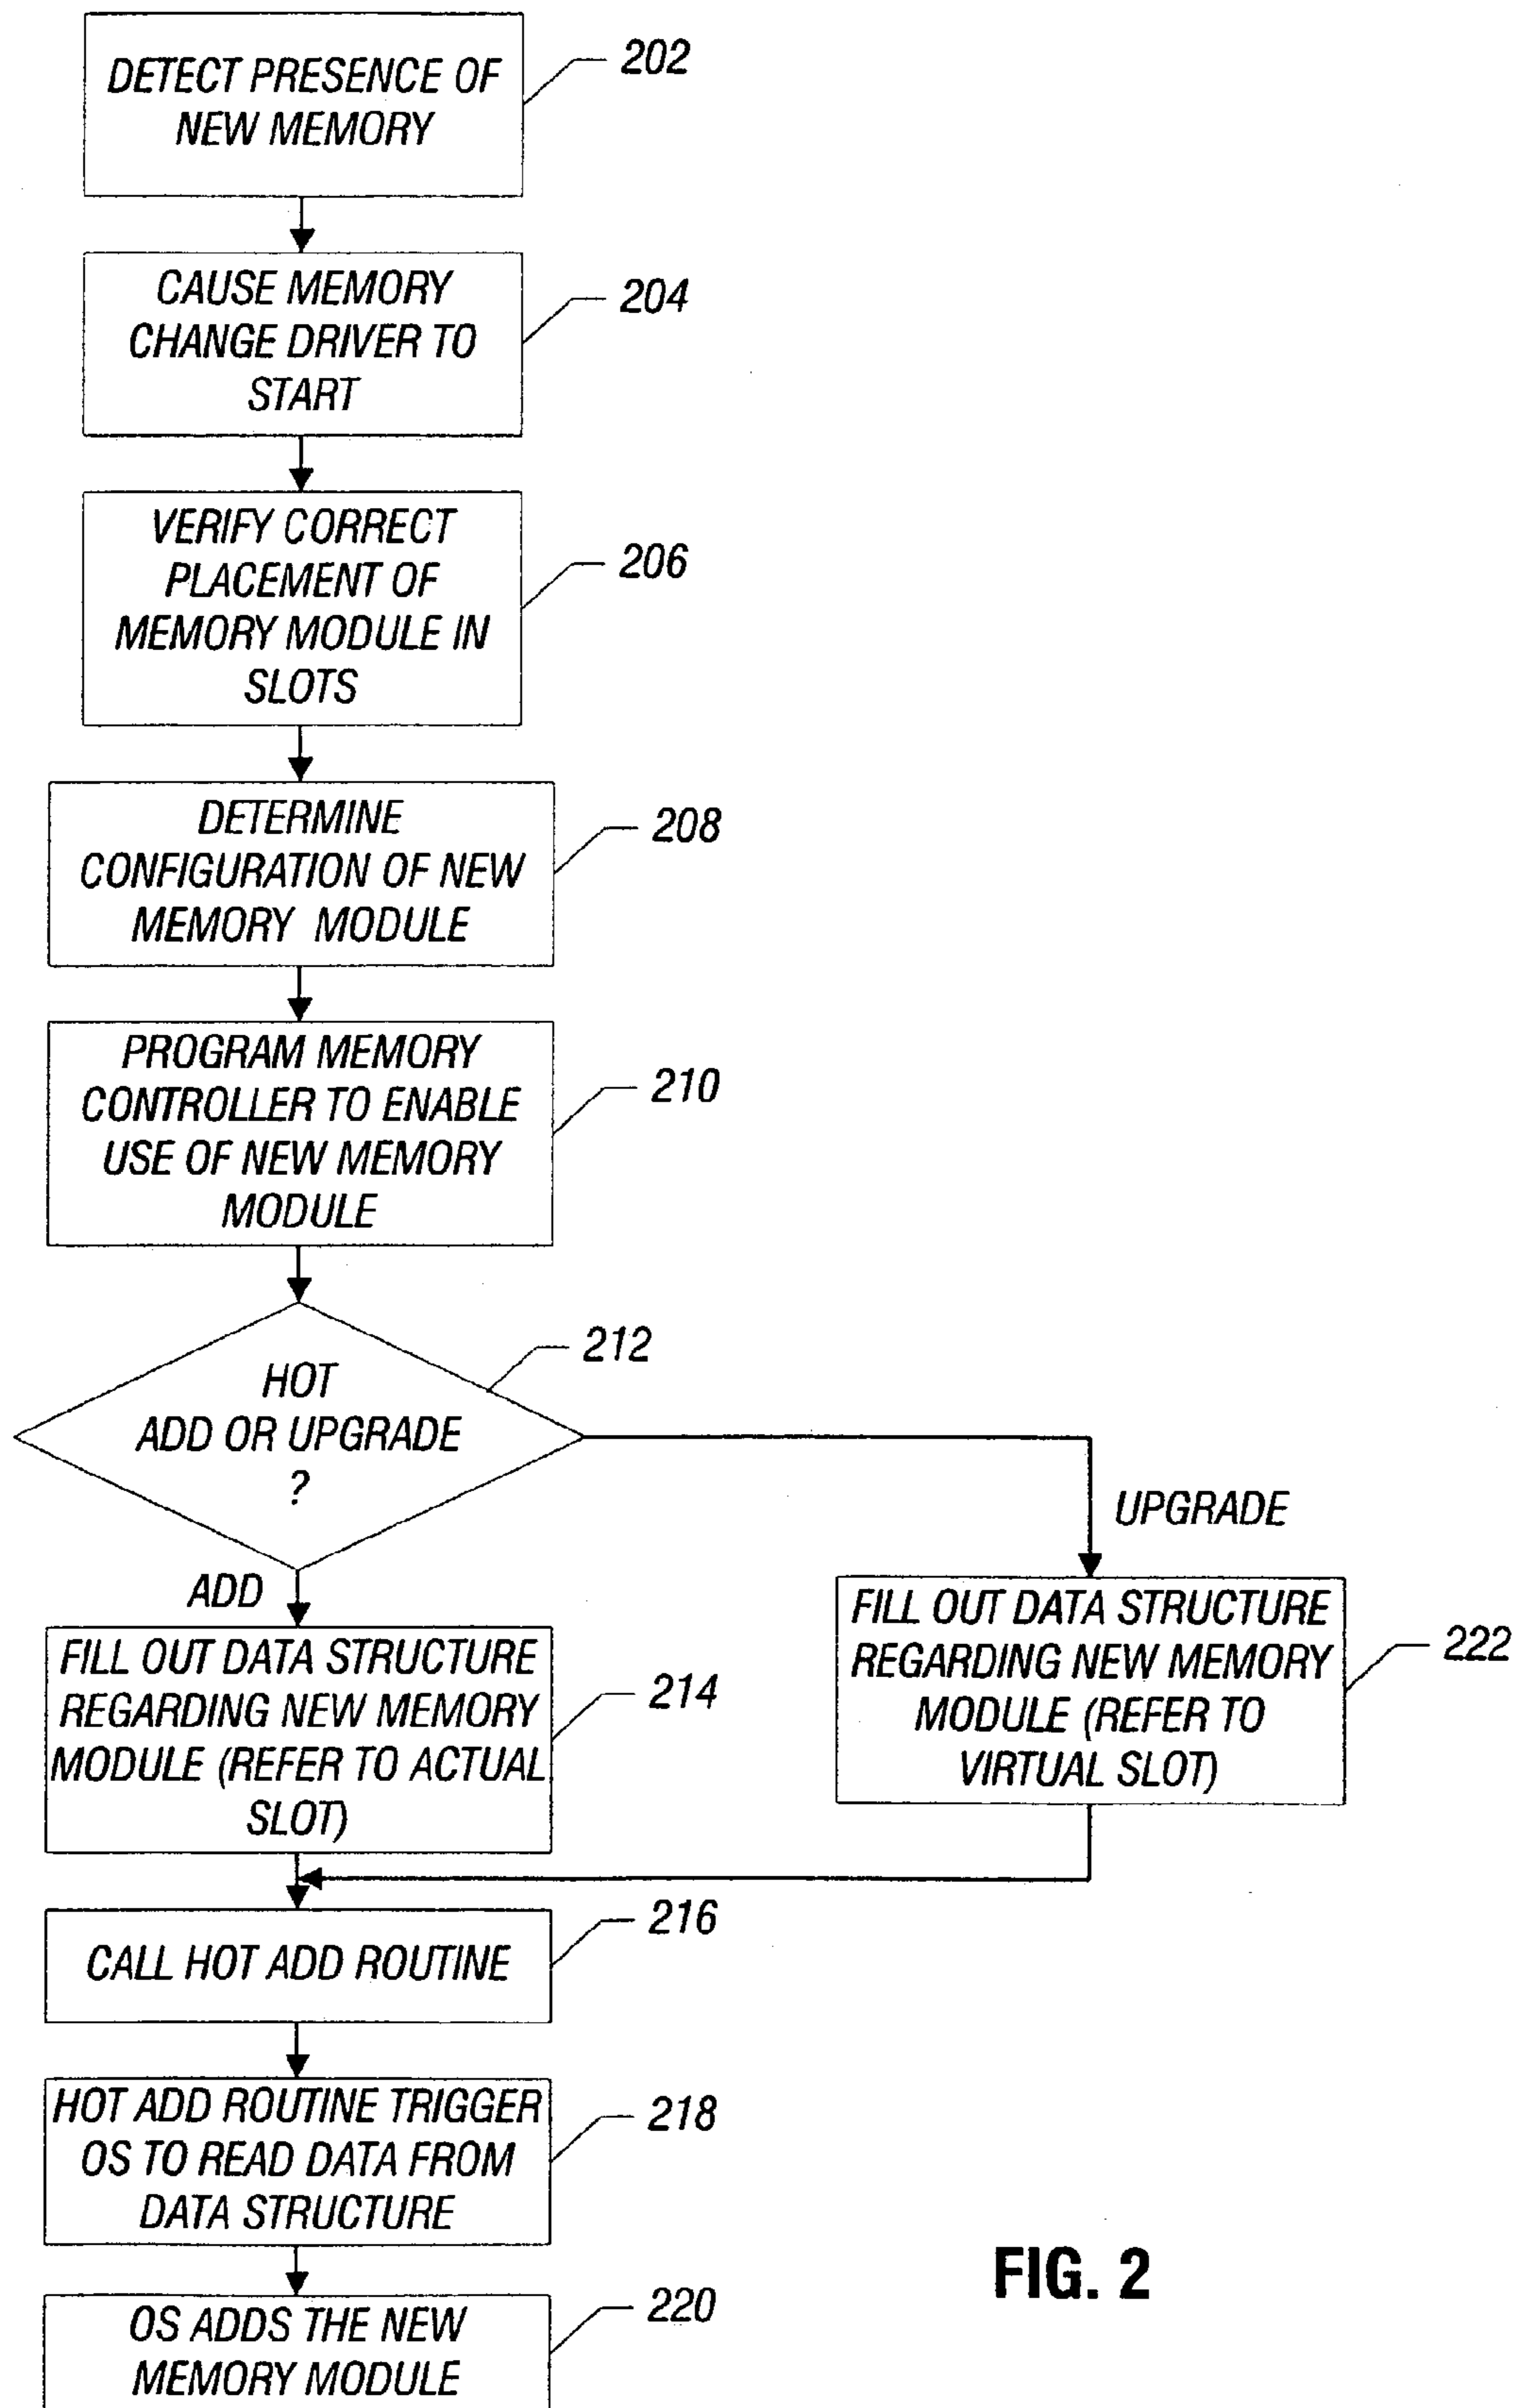 DETECT PRESENCE OF
NEW MEMORY
202
CAUSE MEMORY
CHANGE DRIVER TO
START
204
VERIFY CORRECT
PLACEMENT OF
MEMORY MODULE IN
SLOTS
206
DETERMINE
CONFIGURATION OF NEW
MEMORY MODULE
208
PROGRAM MEMORY
CONTROLLER TO ENABLE
USE OF NEW MEMORY
MODULE
210
HOT
ADD OR UPGRADE
?
212
UPGRADE
ADD
FILL OUT DATA STRUCTURE
REGARDING NEW MEMORY
MODULE (REFER TO ACTUAL
SLOT)
214
FILL OUT DATA STRUCTURE
REGARDING NEW MEMORY
MODULE (REFER TO
VIRTUAL SLOT)
222
CALL HOT ADD ROUTINE
216
HOT ADD ROUTINE TRIGGER
OS TO READ DATA FROM
DATA STRUCTURE
218
OS ADDS THE NEW
MEMORY MODULE
220
FIG. 2